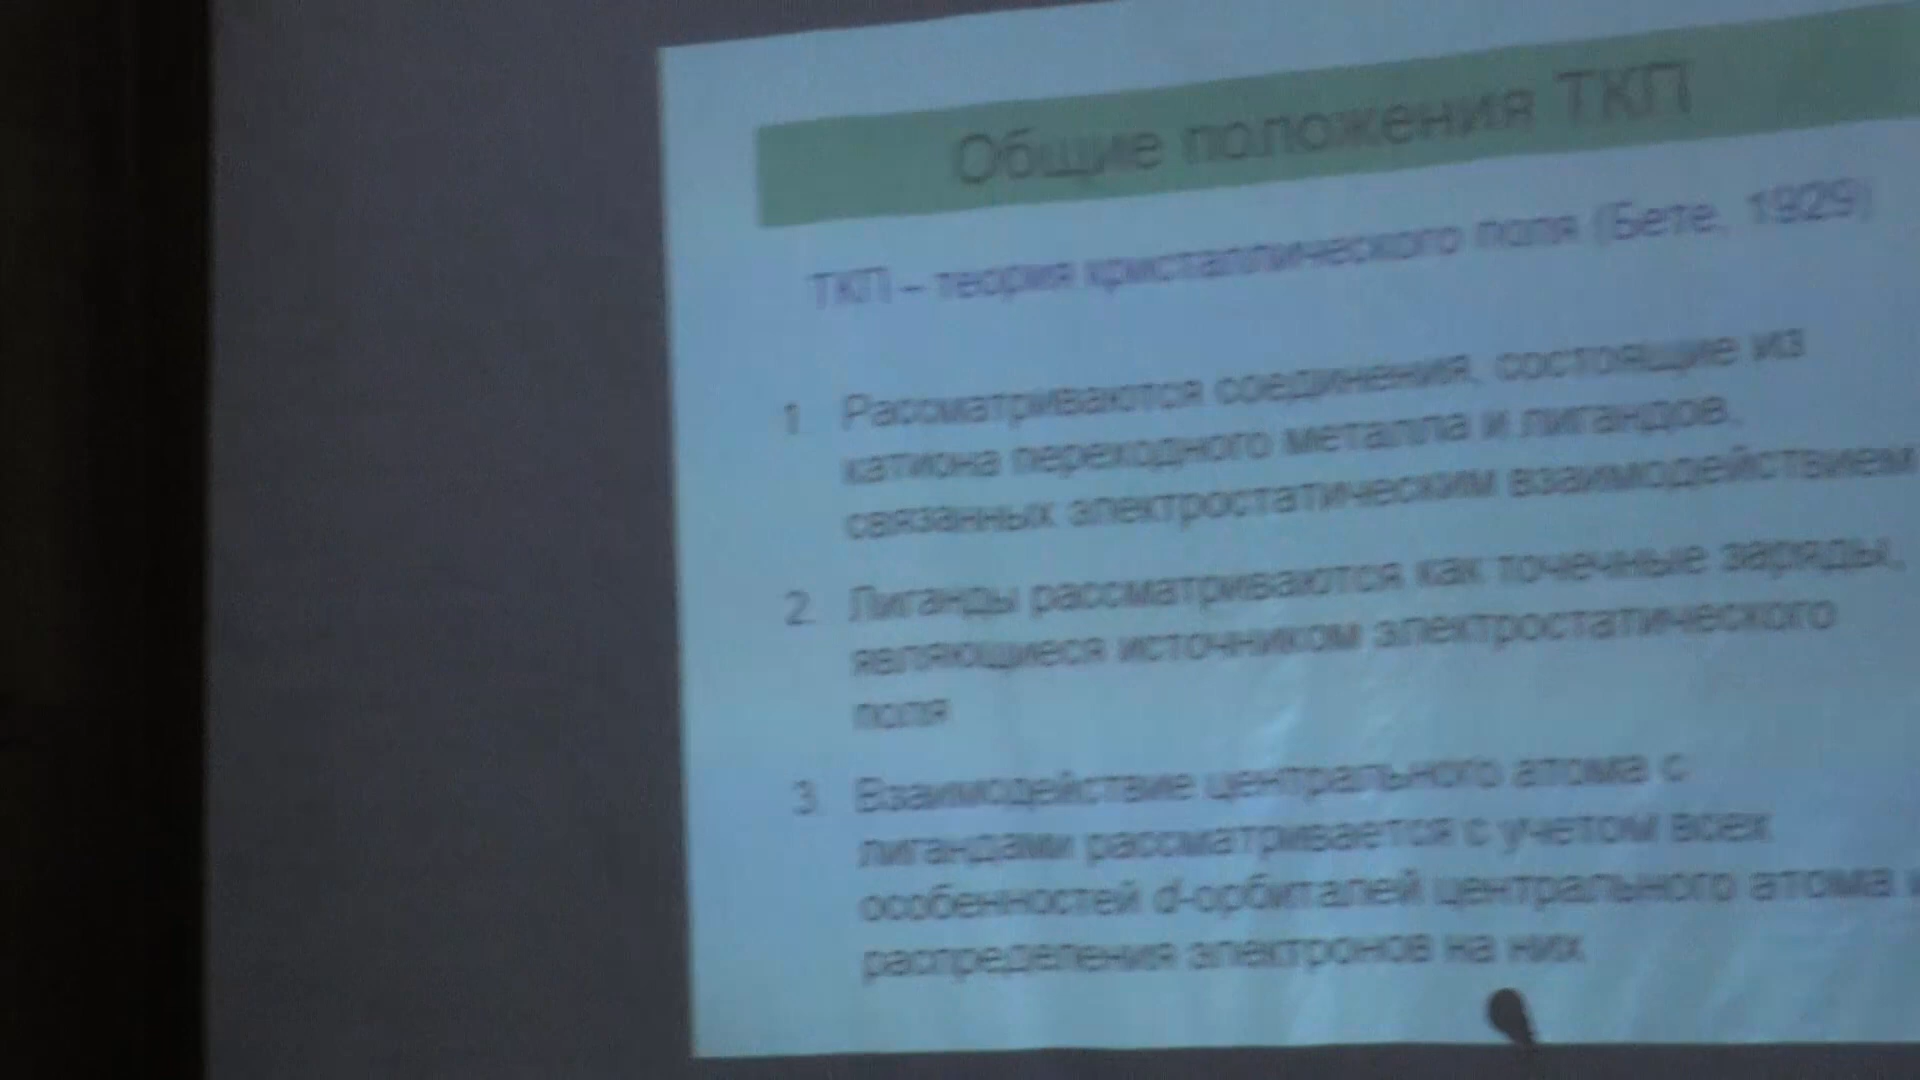 Общие положения ТКП
ТКП – теория кристаллического поля (Бете, 1929)
1. Рассматриваются соединения, состоящие из
катиона переходного металла и лигандов,
связанных электростатическим взаимодействием
2. Лиганды рассматриваются как точечные заряды,
являющиеся источником электростатического
поля
3. Взаимодействие центрального атома с
лигандами рассматривается с учетом всех
особенностей d-орбиталей центрального атома и
распределения электронов на них